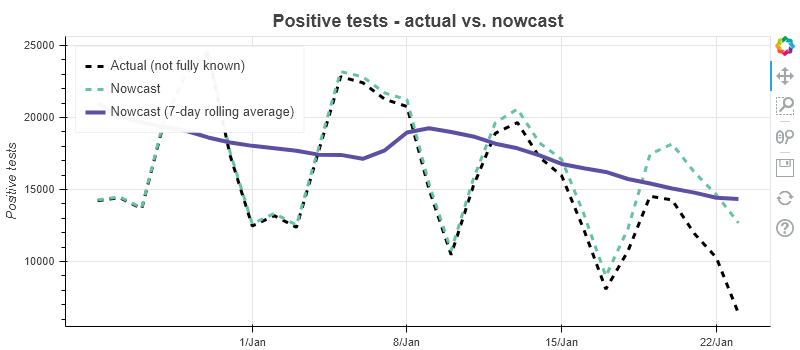 Positive tests - actual vs. nowcast
Actual (not fully known)
Nowcast
Nowcast (7-day rolling average)
Positive tests
25000
20000
15000
10000
1/Jan
8/Jan
15/Jan
22/Jan